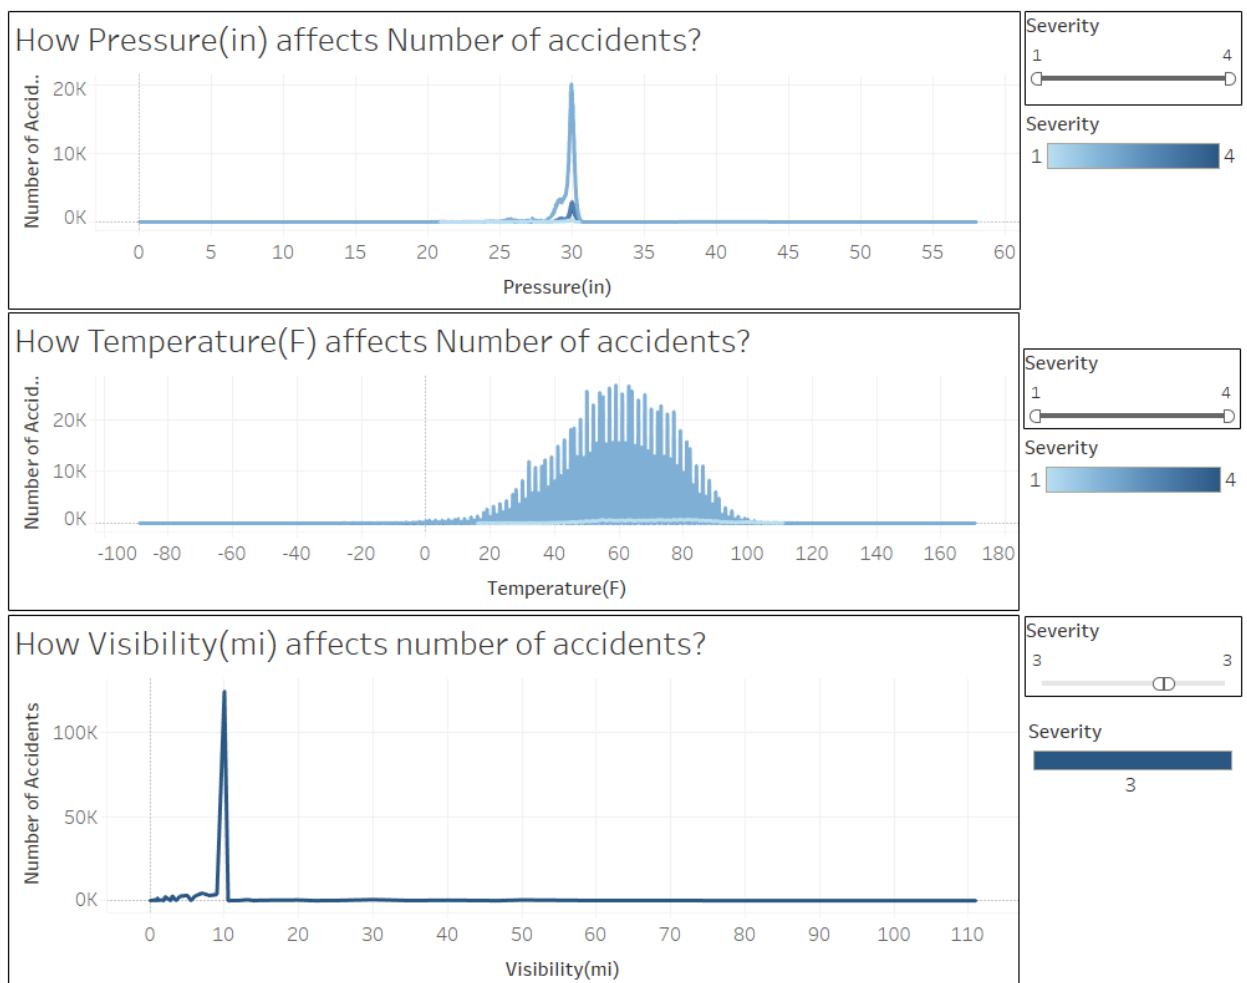 How Pressure(in) affects Number of accidents?
Number of Accid..
20K
10K
0K
0 5 10 15 20 25 30 35 40 45 50 55 60
Pressure(in)
Severity
1 4
Severity
1 4
How Temperature(F) affects Number of accidents?
Number of Accid..
20K
10K
0K
-100 -80 -60 -40 -20 0 20 40 60 80 100 120 140 160 180
Temperature(F)
Severity
1 4
Severity
1 4
How Visibility(mi) affects number of accidents?
Number of Accidents
100K
50K
0K
0 10 20 30 40 50 60 70 80 90 100 110
Visibility(mi)
Severity
3 3
Severity
3